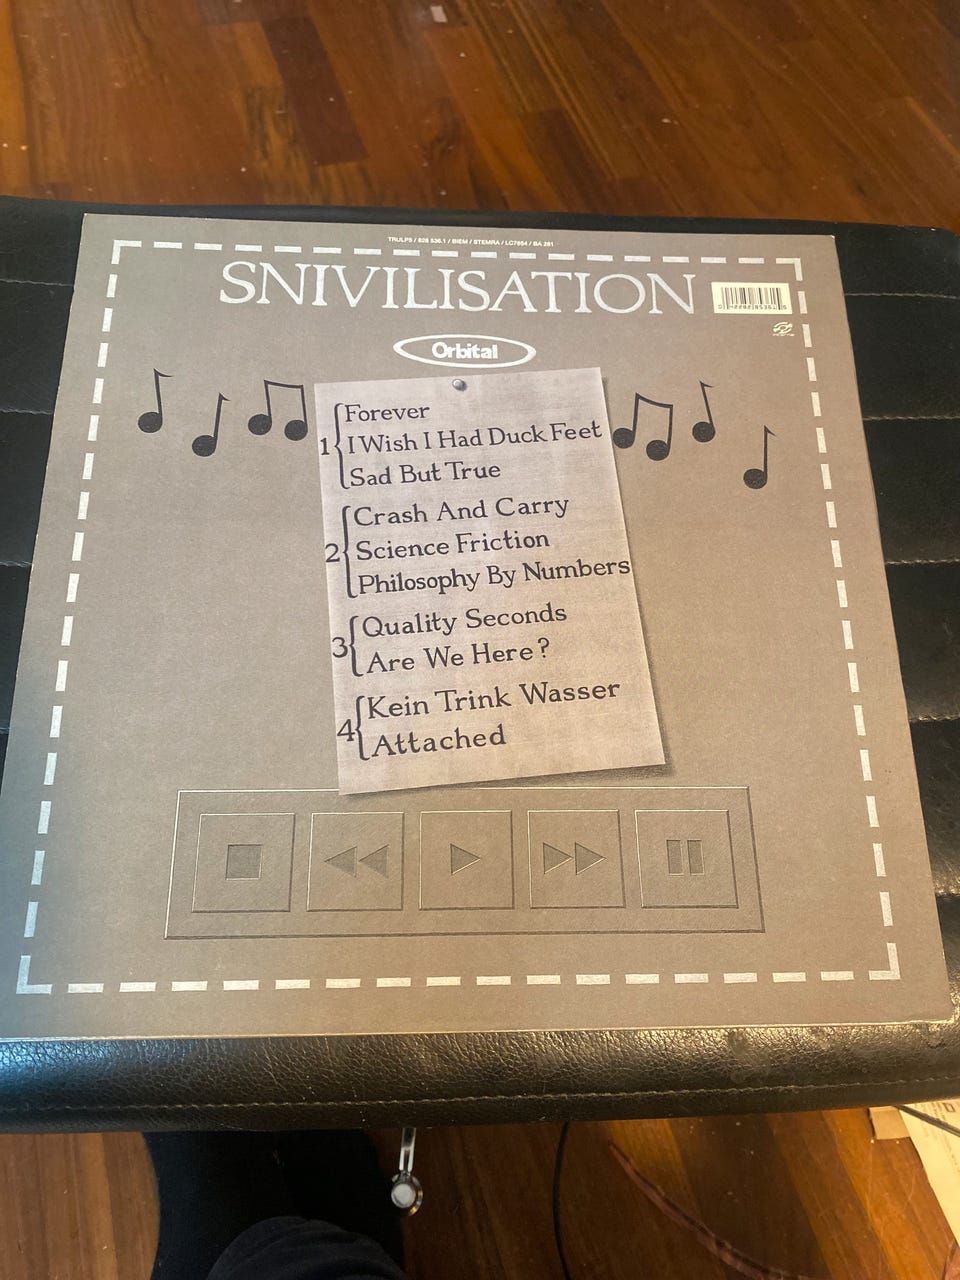 TRULP5 / 828 536.1 / BIEM / STEMRA / LC7654 / BA 281
SNIVILISATION
Orbital
1
Forever
I Wish I Had Duck Feet
Sad But True
2
Crash And Carry
Science Friction
Philosophy By Numbers
3
Quality Seconds
Are We Here?
4
Kein Trink Wasser
Attached